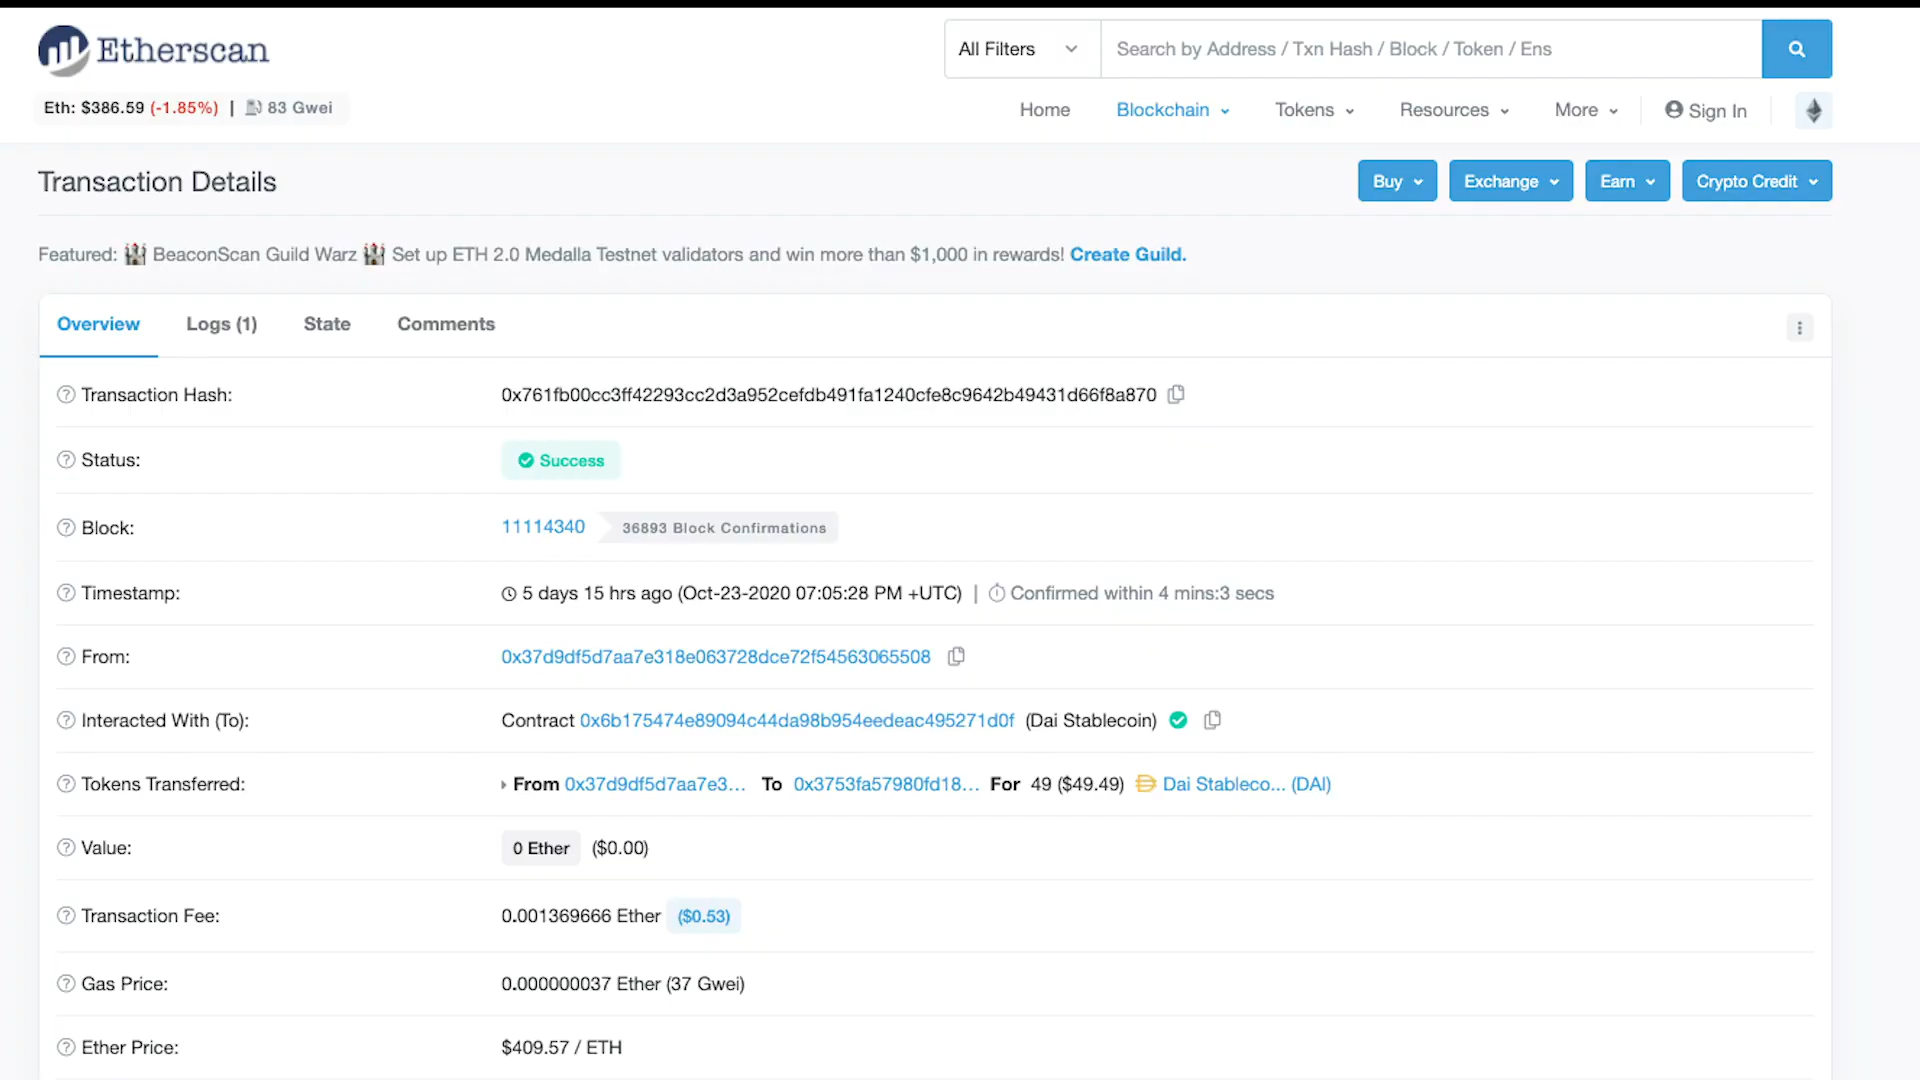 Etherscan
All Filters
Search by Address / Txn Hash / Block / Token / Ens
Eth: $386.59 (-1.85%) | 83 Gwei
Home Blockchain Tokens Resources More Sign In
Transaction Details
Buy Exchange Earn Crypto Credit
Featured: BeaconScan Guild Warz Set up ETH 2.0 Medalla Testnet validators and win more than $1,000 in rewards! Create Guild.
Overview Logs (1) State Comments
Transaction Hash: 0x761fb00cc3ff42293cc2d3a952cefdb491fa1240cfe8c9642b49431d66f8a870
Status: Success
Block: 11114340 36893 Block Confirmations
Timestamp: 5 days 15 hrs ago (Oct-23-2020 07:05:28 PM +UTC) | Confirmed within 4 mins:3 secs
From: 0x37d9df5d7aa7e318e063728dce72f54563065508
Interacted With (To): Contract 0x6b175474e89094c44da98b954eedeac495271d0f (Dai Stablecoin)
Tokens Transferred: From 0x37d9df5d7aa7e3... To 0x3753fa57980fd18... For 49 ($49.49) Dai Stableco... (DAI)
Value: 0 Ether ($0.00)
Transaction Fee: 0.001369666 Ether ($0.53)
Gas Price: 0.000000037 Ether (37 Gwei)
Ether Price: $409.57 / ETH